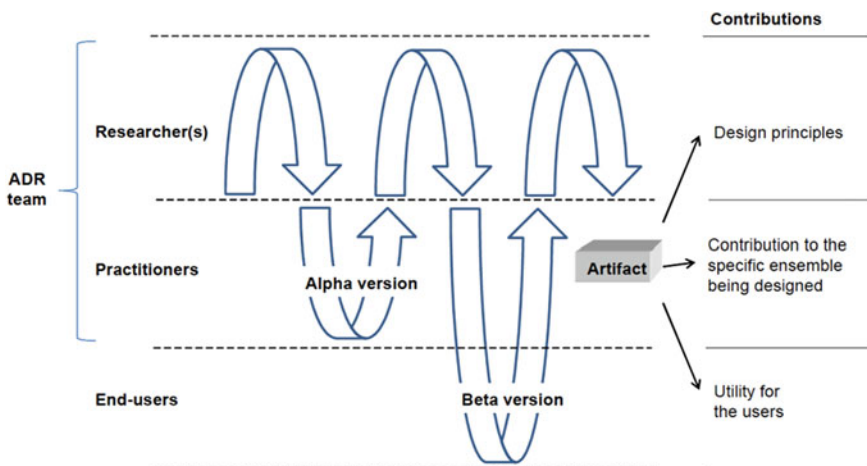 Contributions
Researcher(s)
Design principles
ADR
team
Practitioners
Alpha version
Artifact
Contribution to the
specific ensemble
being designed
End-users
Beta version
Utility for
the users